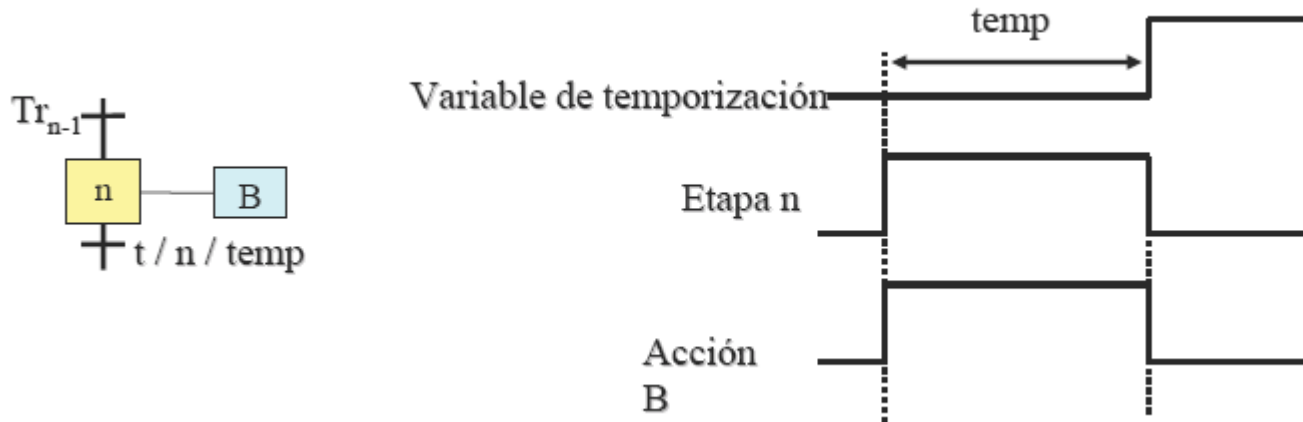 Tr n-1
n
B
t / n / temp
temp
Variable de temporización
Etapa n
Acción
B